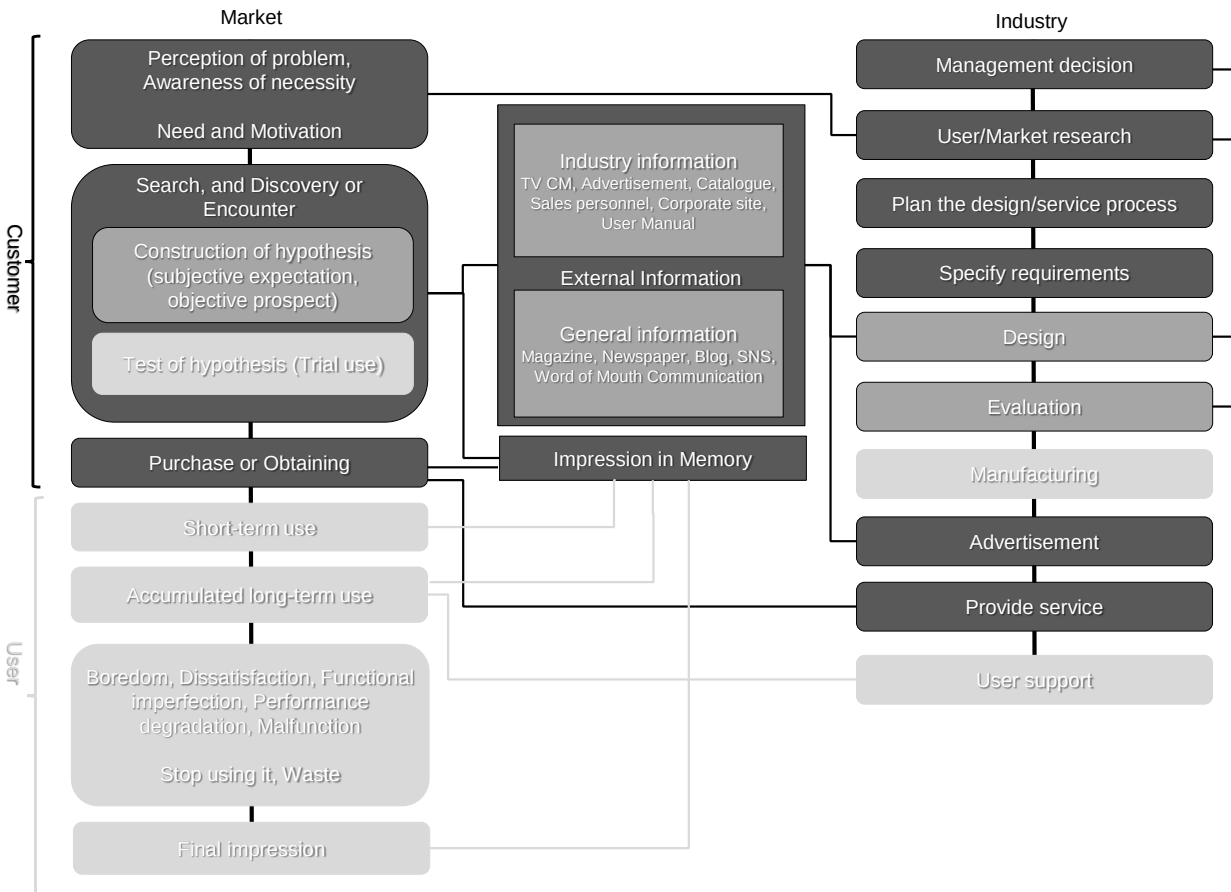 Market
Industry
Customer
User
Perception of problem,
Awareness of necessity
Need and Motivation
Search, and Discovery or
Encounter
Construction of hypothesis
(subjective expectation,
objective prospect)
Test of hypothesis (Trial use)
Purchase or Obtaining
Short-term use
Accumulated long-term use
Boredom, Dissatisfaction, Functional
imperfection, Performance
degradation, Malfunction
Stop using it, Waste
Final impression
Industry information
TV CM, Advertisement, Catalogue,
Sales personnel, Corporate site,
User Manual
External Information
General information
Magazine, Newspaper, Blog, SNS,
Word of Mouth Communication
Impression in Memory
Management decision
User/Market research
Plan the design/service process
Specify requirements
Design
Evaluation
Manufacturing
Advertisement
Provide service
User support